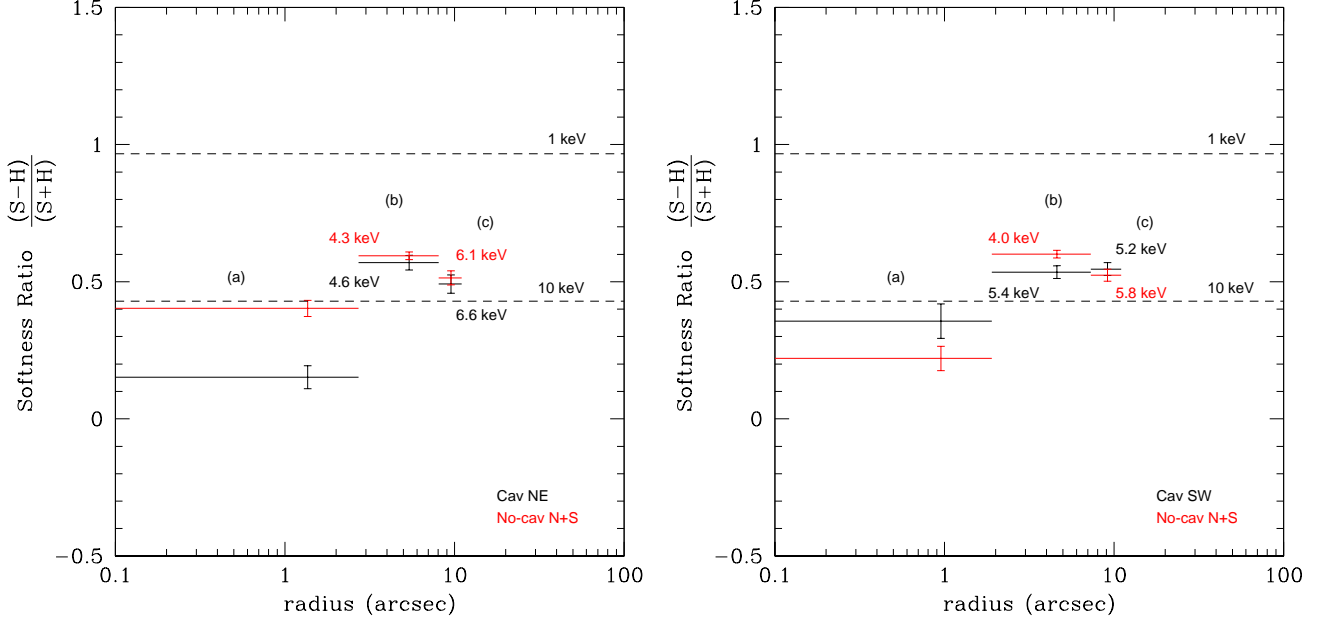 1.5
1
0.5
0
−0.5
Softness Ratio (S−H)/(S+H)
1 keV
(b)
(c)
4.3 keV
6.1 keV
(a)
4.6 keV
10 keV
6.6 keV
Cav NE
No-cav N+S
0.1
1
10
100
radius (arcsec)
1.5
1
0.5
0
−0.5
Softness Ratio (S−H)/(S+H)
1 keV
(b)
(c)
4.0 keV
5.2 keV
(a)
5.4 keV
5.8 keV
10 keV
Cav SW
No-cav N+S
0.1
1
10
100
radius (arcsec)